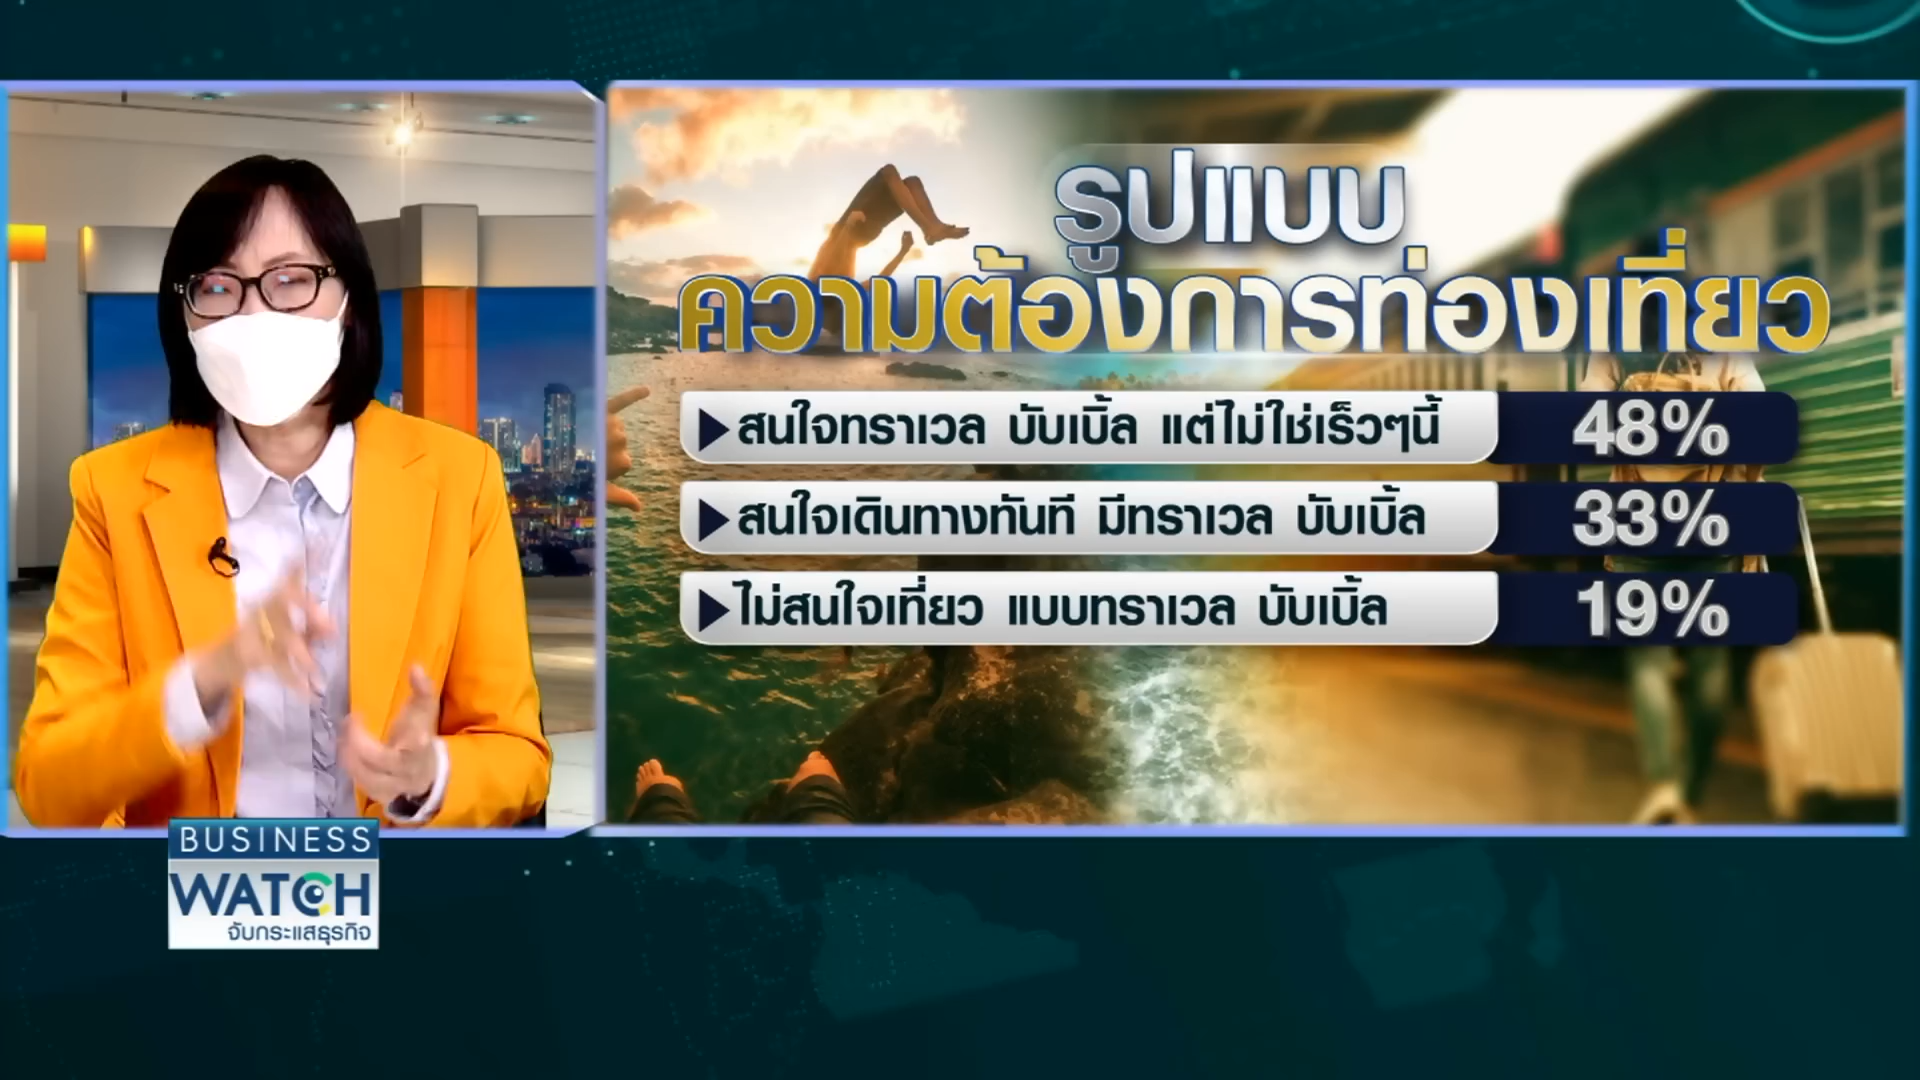 รูปแบบ
ความต้องการท่องเที่ยว
สนใจทราเวล บับเบิ้ล แต่ไม่ใช่เร็วๆนี้ 48%
สนใจเดินทางทันที มีทราเวล บับเบิ้ล 33%
ไม่สนใจเที่ยว แบบทราเวล บับเบิ้ล 19%
BUSINESS
WATCH
จับกระแสธุรกิจ